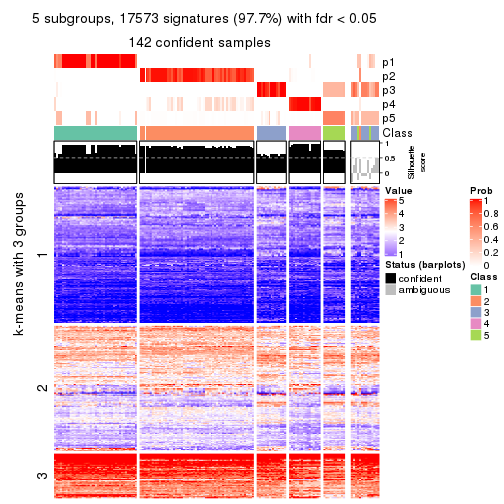 5 subgroups, 17573 signatures (97.7%) with fdr < 0.05
142 confident samples
p1
p2
p3
p4
p5
Class
1
0.5
0
Silhouette
score
k-means with 3 groups
1
2
3
Value
5
4
3
2
1
Status (barplots)
confident
ambiguous
Prob
1
0.8
0.6
0.4
0.2
0
Class
1
2
3
4
5